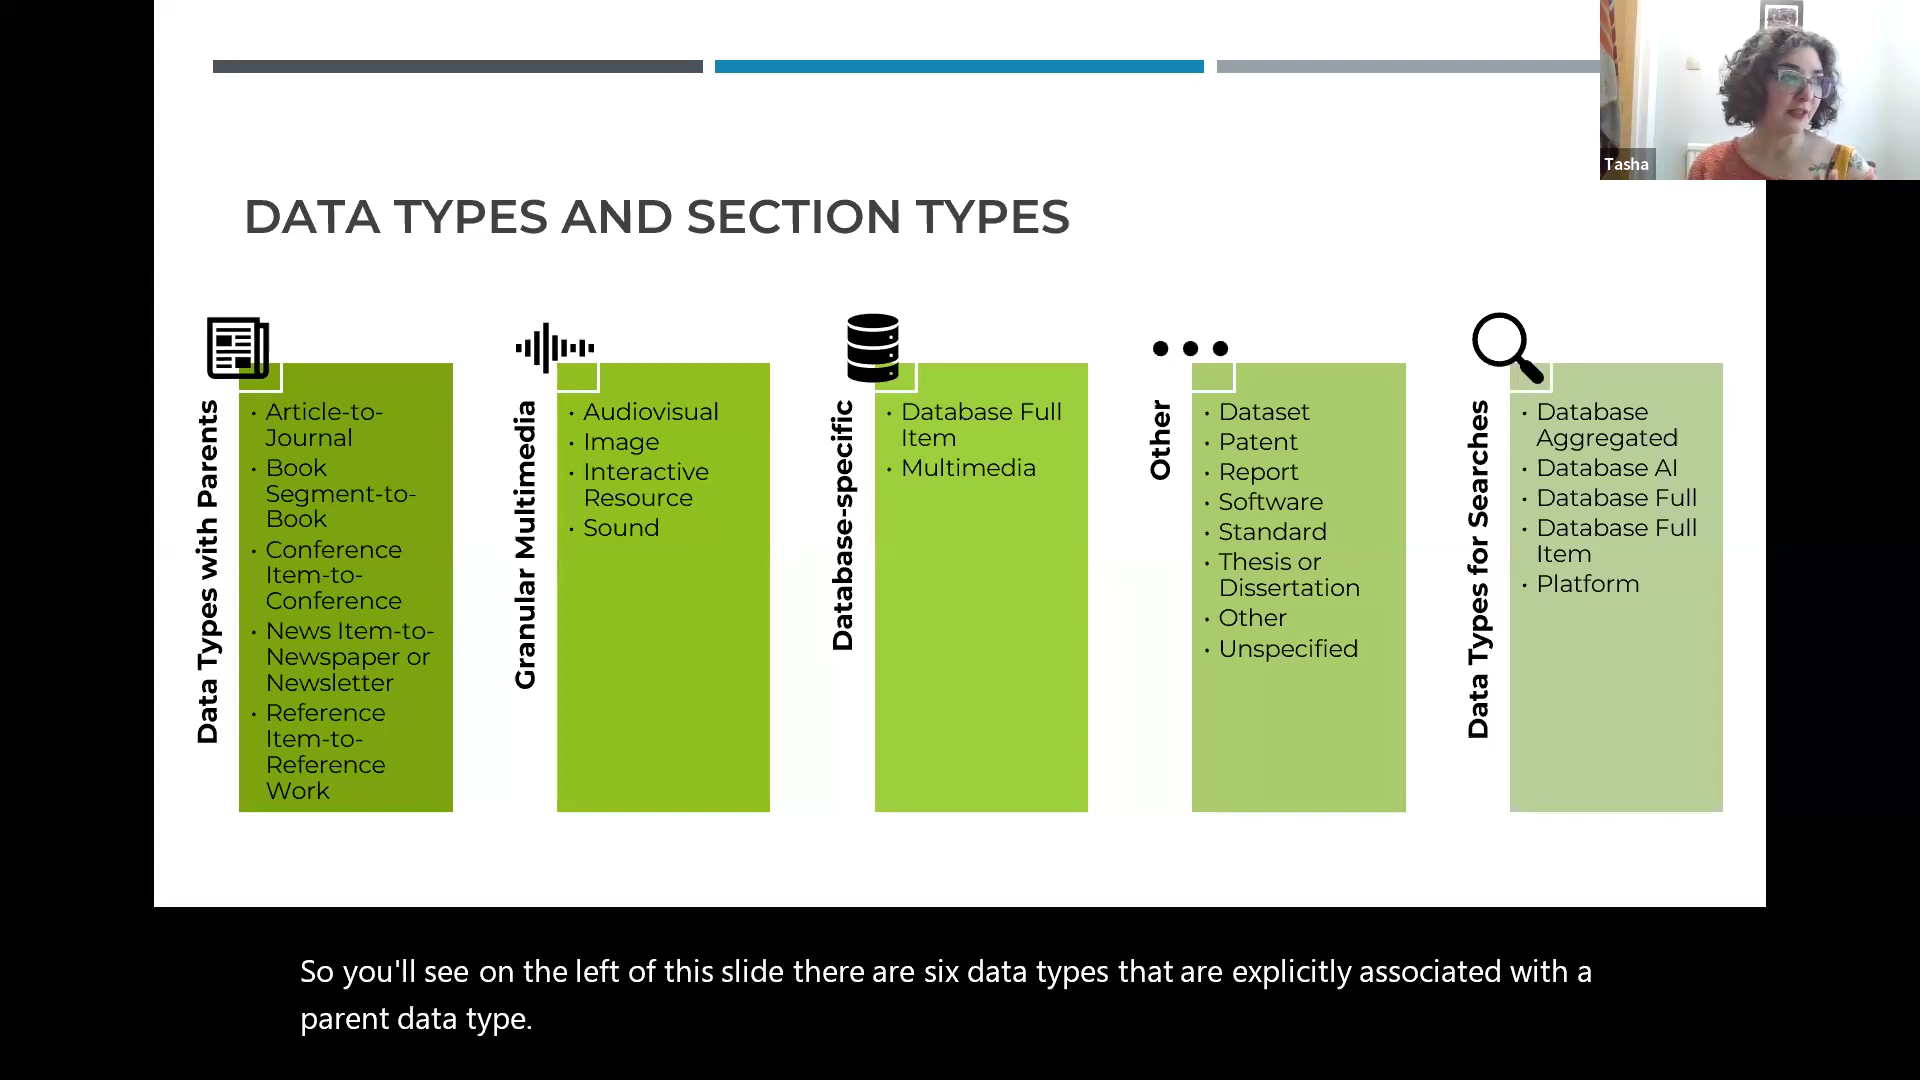 Tasha
DATA TYPES AND SECTION TYPES
Data Types with Parents
• Article-to-
Journal
• Book
Segment-to-
Book
• Conference
Item-to-
Conference
• News Item-to-
Newspaper or
Newsletter
• Reference
Item-to-
Reference
Work
Granular Multimedia
• Audiovisual
• Image
• Interactive
Resource
• Sound
Database-specific
• Database Full
Item
• Multimedia
Other
• Dataset
• Patent
• Report
• Software
• Standard
• Thesis or
Dissertation
• Other
• Unspecified
Data Types for Searches
• Database
Aggregated
• Database AI
• Database Full
• Database Full
Item
• Platform
So you'll see on the left of this slide there are six data types that are explicitly associated with a
parent data type.